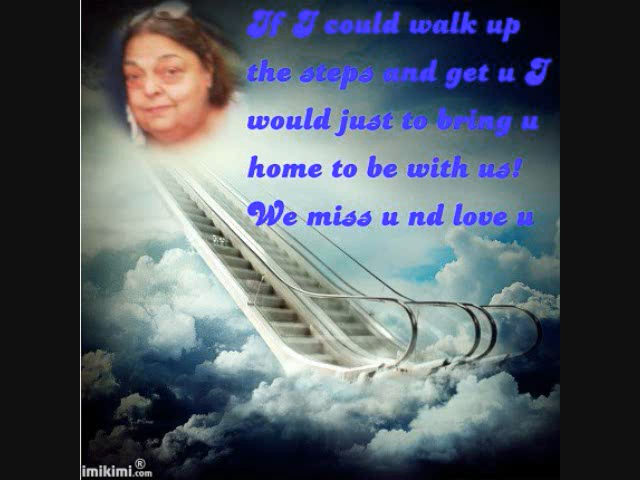 If I could walk up
the steps and get u I
would just to bring u
home to be with us!
We miss u nd love u
imikimi.com®